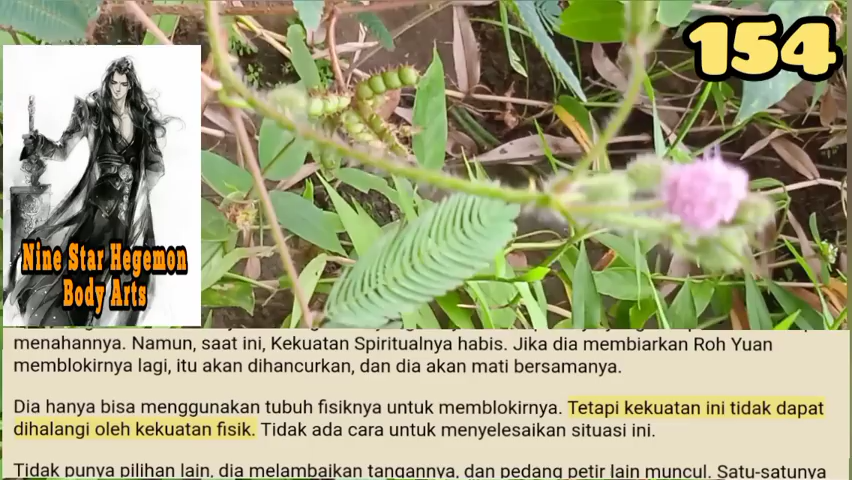 154
Nine Star Hegemon
Body Arts
menahannya. Namun, saat ini, Kekuatan Spiritualnya habis. Jika dia membiarkan Roh Yuan
memblokirnya lagi, itu akan dihancurkan, dan dia akan mati bersamanya.
Dia hanya bisa menggunakan tubuh fisiknya untuk memblokirnya. Tetapi kekuatan ini tidak dapat
dihalangi oleh kekuatan fisik. Tidak ada cara untuk menyelesaikan situasi ini.
Tidak punya pilihan lain, dia melambaikan tangannya, dan pedang petir lain muncul. Satu-satunya